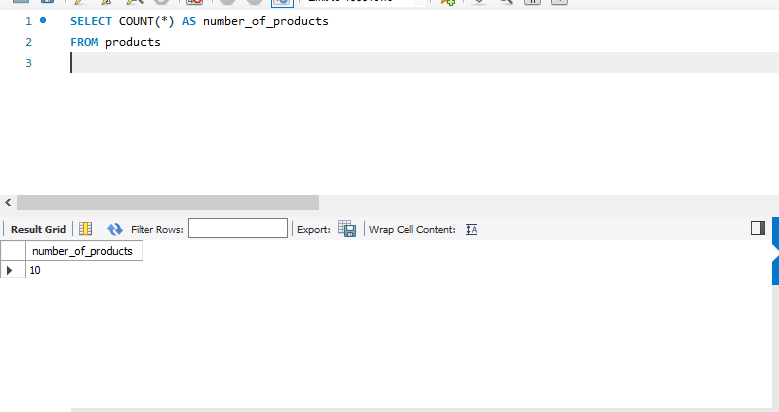 1 SELECT COUNT(*) AS number_of_products
2 FROM products
3
Result Grid Filter Rows: Export: Wrap Cell Content:
number_of_products
10